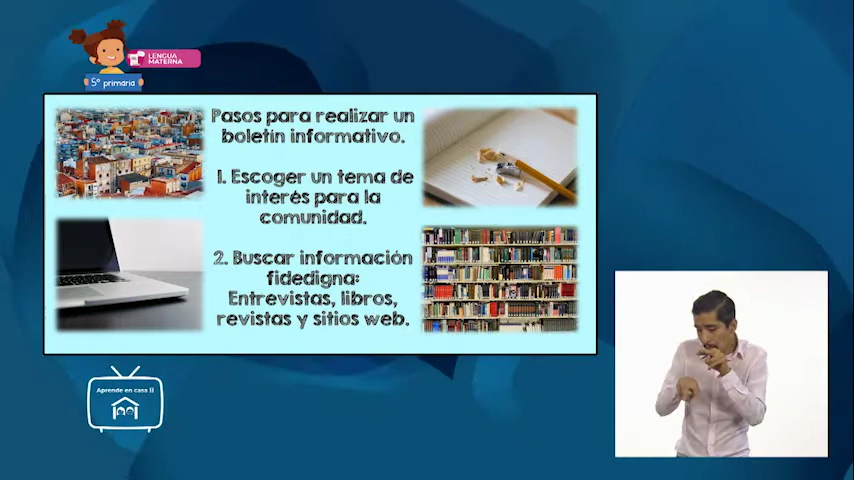 LENGUA
MATERNA
5º primaria
Pasos para realizar un
boletín informativo.
1. Escoger un tema de
interés para la
comunidad.
2. Buscar información
fidedigna:
Entrevistas, libros,
revistas y sitios web.
Aprende en casa II